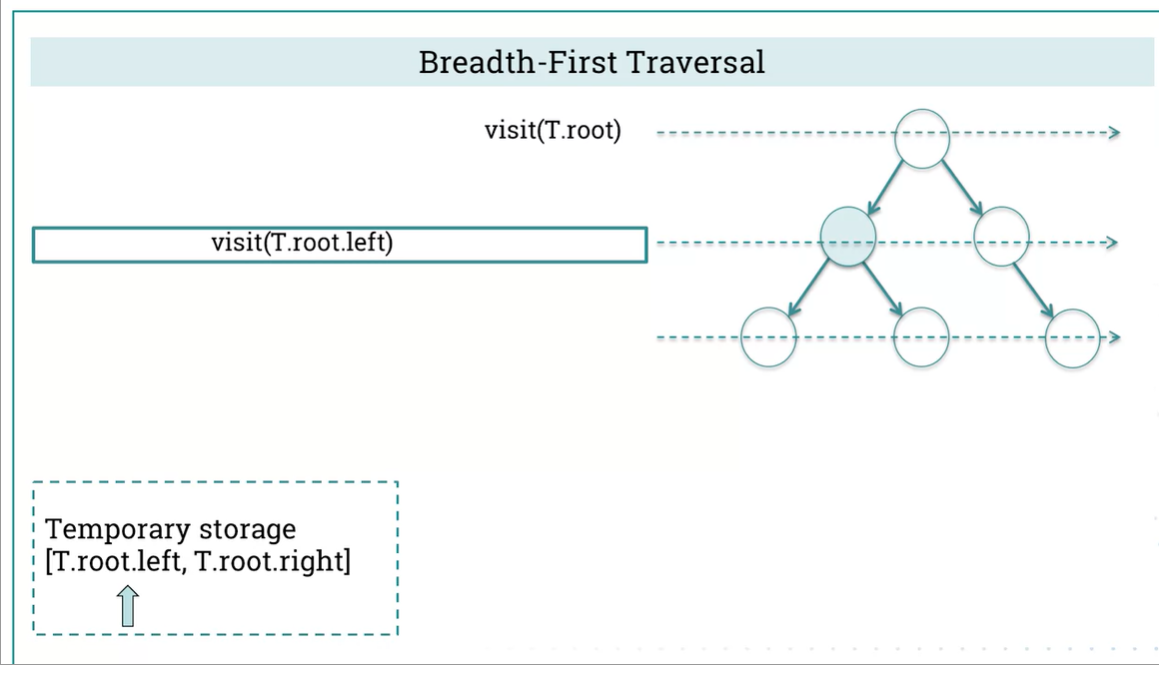 Breadth-First Traversal
visit(T.root)
visit(T.root.left)
Temporary storage
[T.root.left, T.root.right]